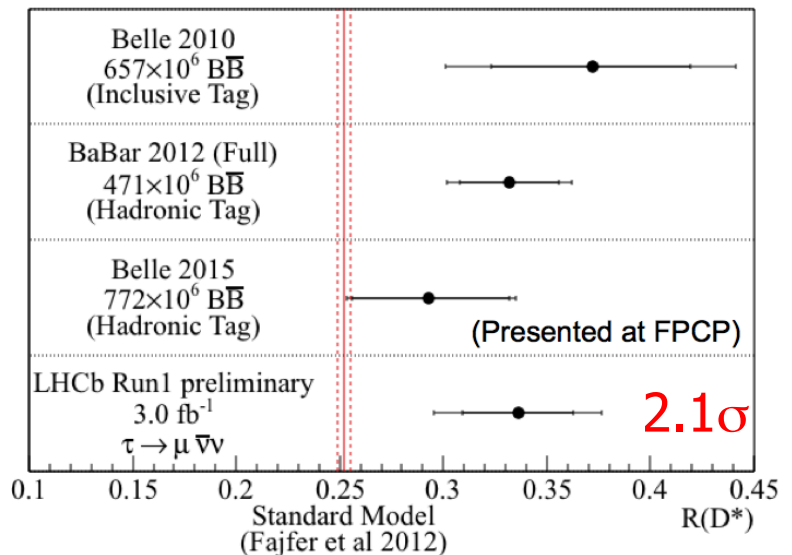 Belle 2010
657×10⁶ BB̅
(Inclusive Tag)
BaBar 2012 (Full)
471×10⁶ BB̅
(Hadronic Tag)
Belle 2015
772×10⁶ BB̅
(Hadronic Tag)
(Presented at FPCP)
LHCb Run1 preliminary
3.0 fb⁻¹
τ → μ ν̅ν
2.1σ
0.1 0.15 0.2 0.25 0.3 0.35 0.4 0.45
Standard Model
(Fajfer et al 2012)
R(D*)